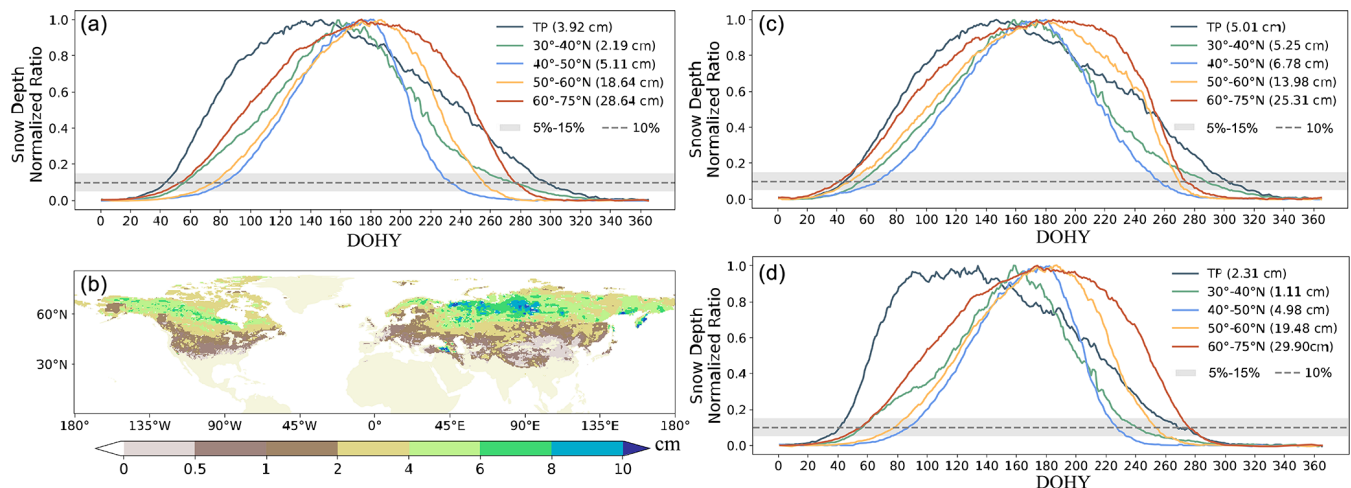 (a)
Snow Depth
Normalized Ratio
1.0
0.8
0.6
0.4
0.2
0.0
TP (3.92 cm)
30°-40°N (2.19 cm)
40°-50°N (5.11 cm)
50°-60°N (18.64 cm)
60°-75°N (28.64 cm)
5%-15% 10%
0 20 40 60 80 100 120 140 160 180 200 220 240 260 280 300 320 340 360
DOHY
(c)
Snow Depth
Normalized Ratio
1.0
0.8
0.6
0.4
0.2
0.0
TP (5.01 cm)
30°-40°N (5.25 cm)
40°-50°N (6.78 cm)
50°-60°N (13.98 cm)
60°-75°N (25.31 cm)
5%-15% 10%
0 20 40 60 80 100 120 140 160 180 200 220 240 260 280 300 320 340 360
DOHY
(b)
60°N
30°N
180° 135°W 90°W 45°W 0° 45°E 90°E 135°E 180°
cm
0 0.5 1 2 4 6 8 10
(d)
Snow Depth
Normalized Ratio
1.0
0.8
0.6
0.4
0.2
0.0
TP (2.31 cm)
30°-40°N (1.11 cm)
40°-50°N (4.98 cm)
50°-60°N (19.48 cm)
60°-75°N (29.90cm)
5%-15% 10%
0 20 40 60 80 100 120 140 160 180 200 220 240 260 280 300 320 340 360
DOHY